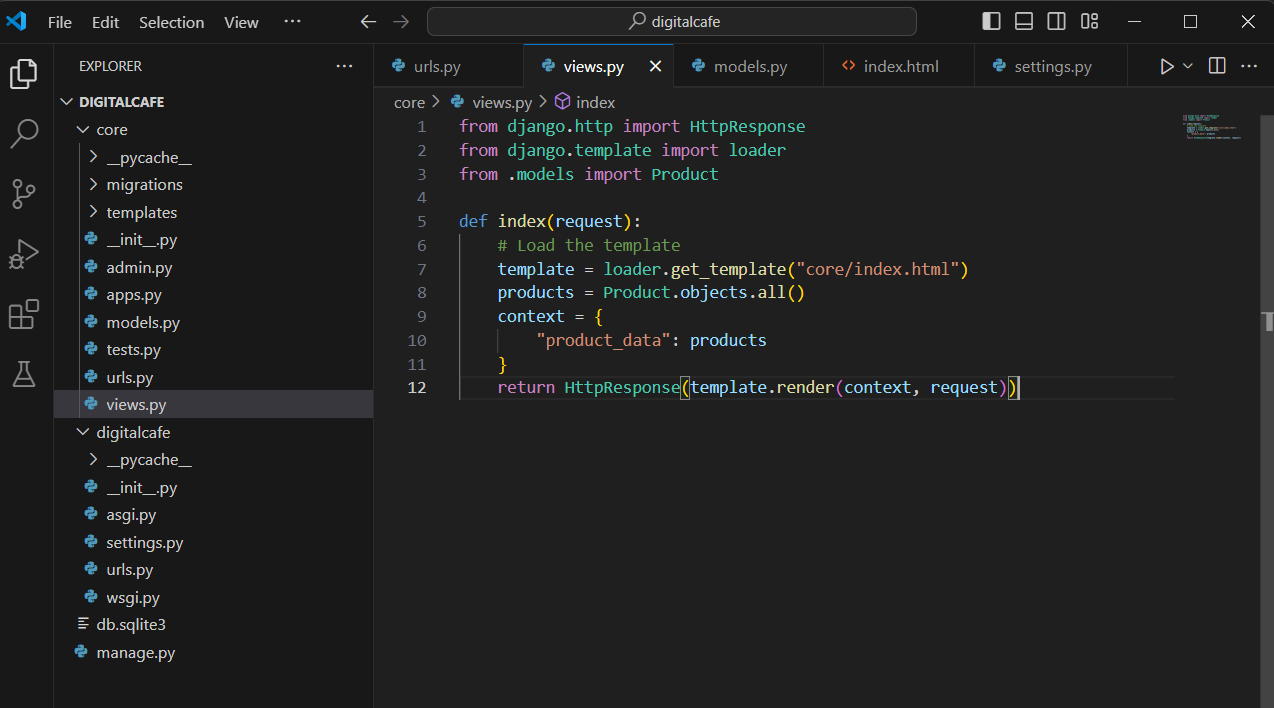 File Edit Selection View ··· digitalcafe
EXPLORER ···
urls.py views.py models.py index.html settings.py ···
DIGITALCAFE
core
__pycache__
migrations
templates
__init__.py
admin.py
apps.py
models.py
tests.py
urls.py
views.py
digitalcafe
__pycache__
__init__.py
asgi.py
settings.py
urls.py
wsgi.py
db.sqlite3
manage.py
core > views.py > index
1 from django.http import HttpResponse
2 from django.template import loader
3 from .models import Product
4
5 def index(request):
6     # Load the template
7     template = loader.get_template("core/index.html")
8     products = Product.objects.all()
9     context = {
10         "product_data": products
11     }
12     return HttpResponse(template.render(context, request))